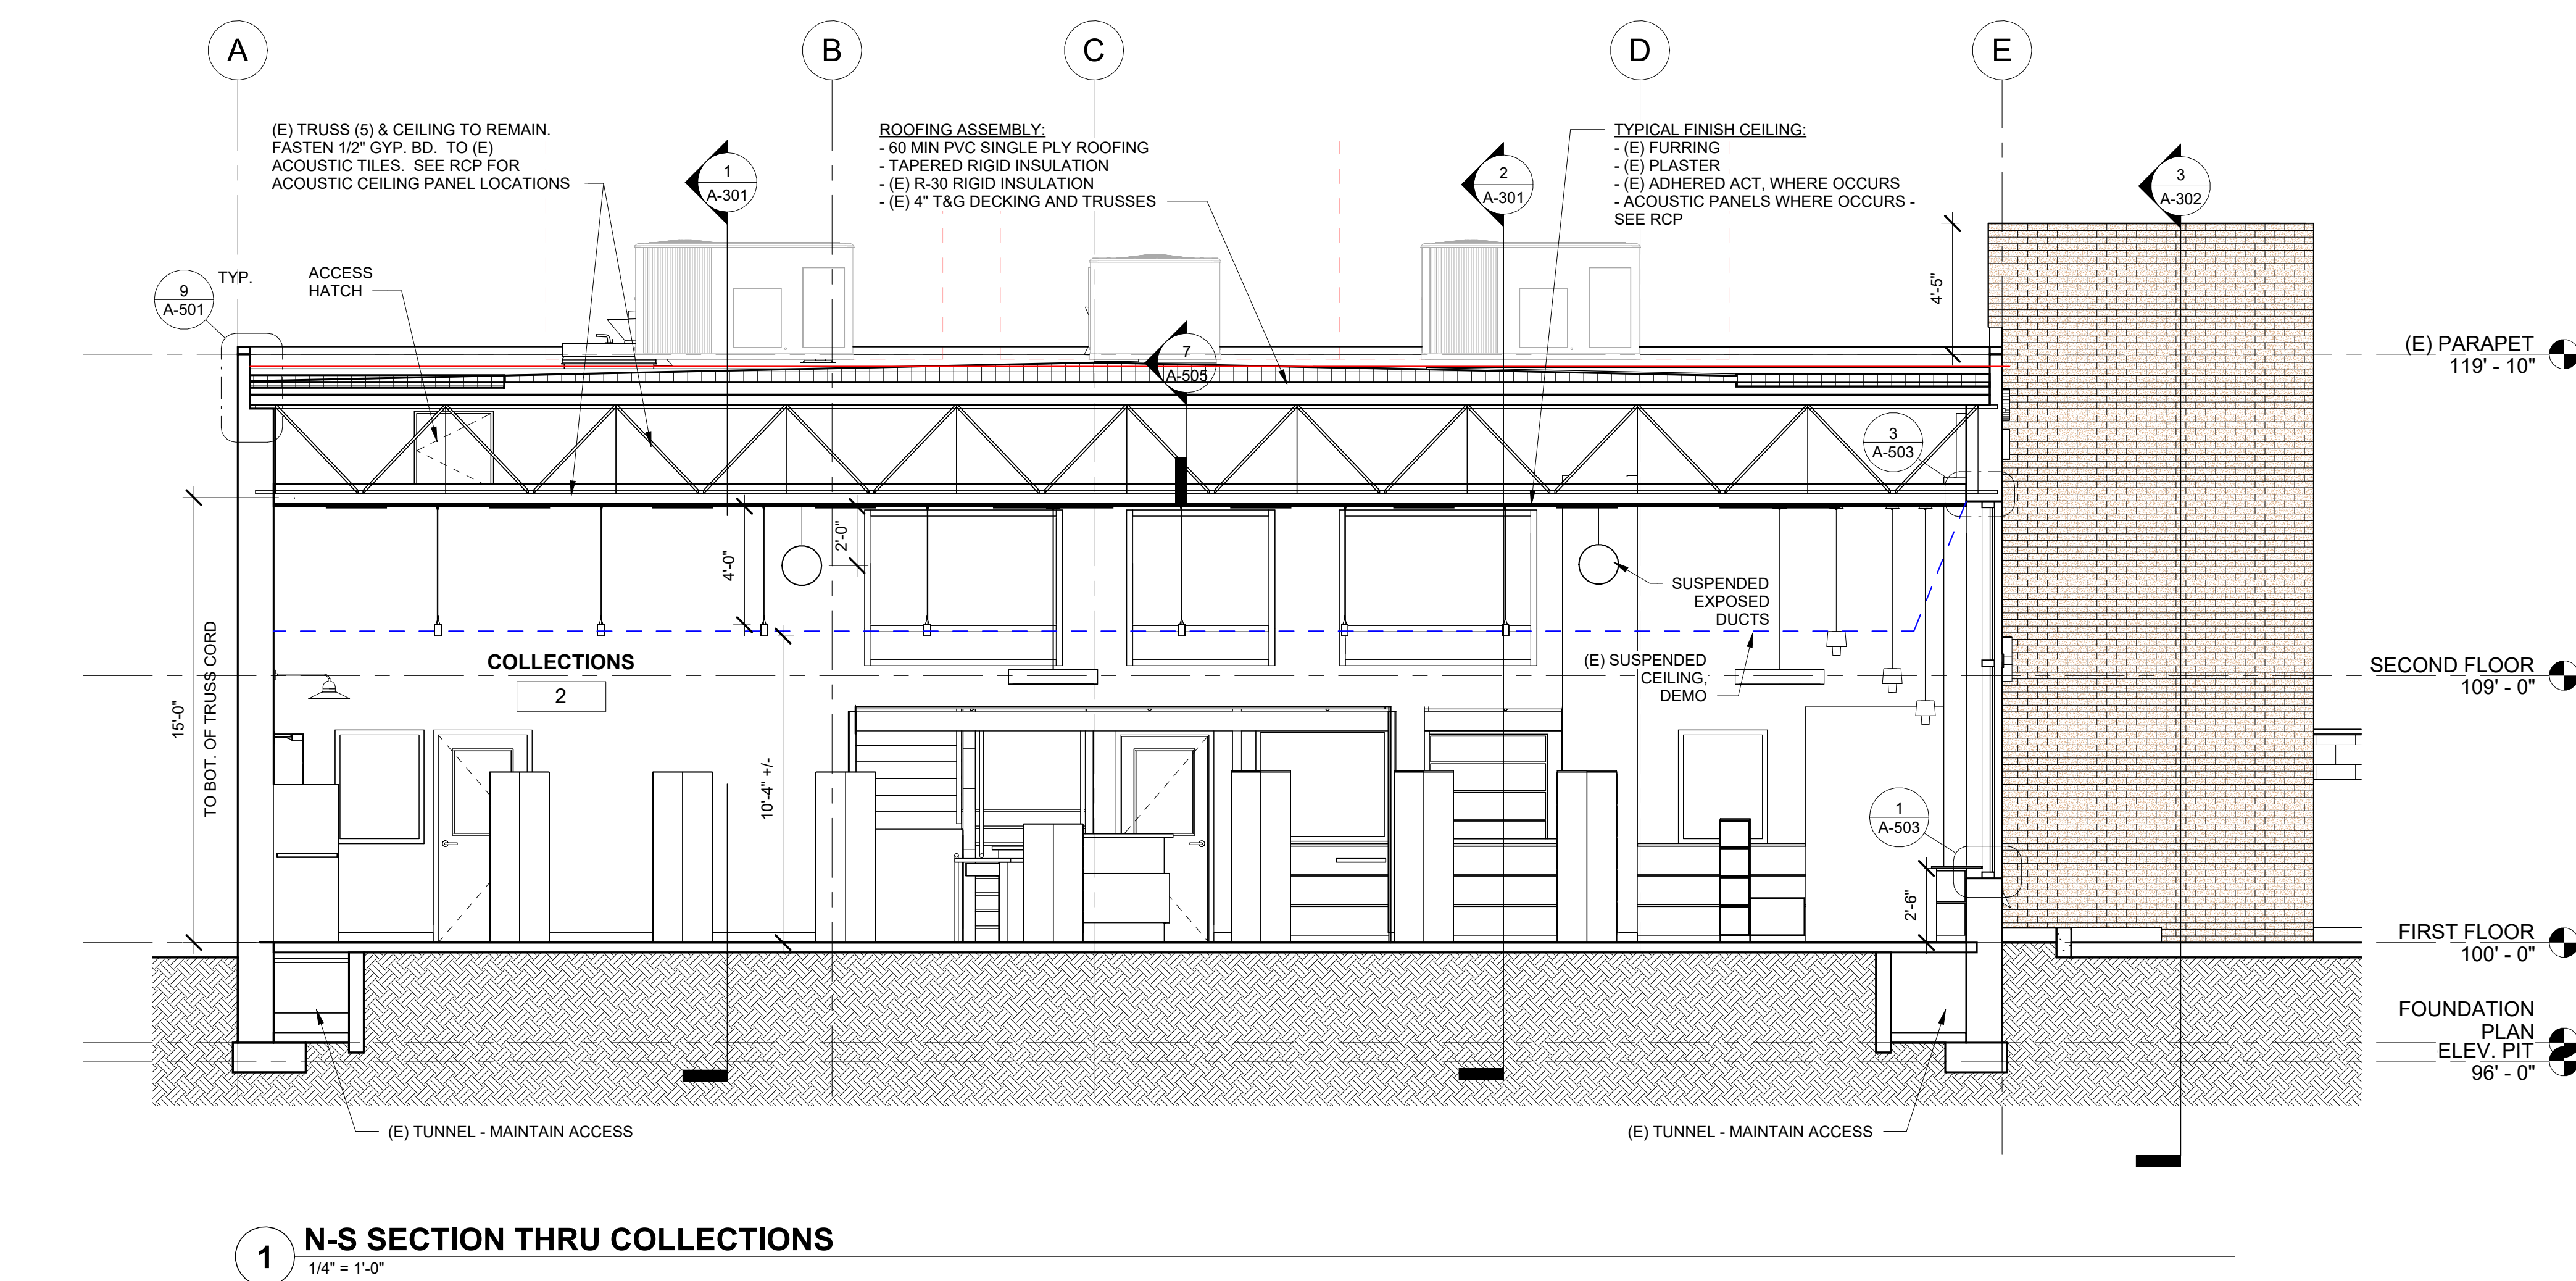 A
B
C
D
E
(E) TRUSS (5) & CEILING TO REMAIN.
FASTEN 1/2" GYP. BD. TO (E)
ACOUSTIC TILES. SEE RCP FOR
ACOUSTIC CEILING PANEL LOCATIONS
1
A-301
ROOFING ASSEMBLY:
- 60 MIN PVC SINGLE PLY ROOFING
- TAPERED RIGID INSULATION
- (E) R-30 RIGID INSULATION
- (E) 4" T&G DECKING AND TRUSSES
2
A-301
TYPICAL FINISH CEILING:
- (E) FURRING
- (E) PLASTER
- (E) ADHERED ACT, WHERE OCCURS
- ACOUSTIC PANELS WHERE OCCURS -
SEE RCP
3
A-302
9
A-501
TYP.
ACCESS
HATCH
4'-5"
7
A-505
(E) PARAPET
119' - 10"
3
A-503
4'-0"
2'-0"
SUSPENDED
EXPOSED
DUCTS
(E) SUSPENDED
CEILING,
DEMO
COLLECTIONS
2
SECOND FLOOR
109' - 0"
15'-0"
TO BOT. OF TRUSS CORD
10'-4" +/-
1
A-503
2'-6"
FIRST FLOOR
100' - 0"
FOUNDATION
PLAN
ELEV. PIT
96' - 0"
(E) TUNNEL - MAINTAIN ACCESS
(E) TUNNEL - MAINTAIN ACCESS
1
N-S SECTION THRU COLLECTIONS
1/4" = 1'-0"